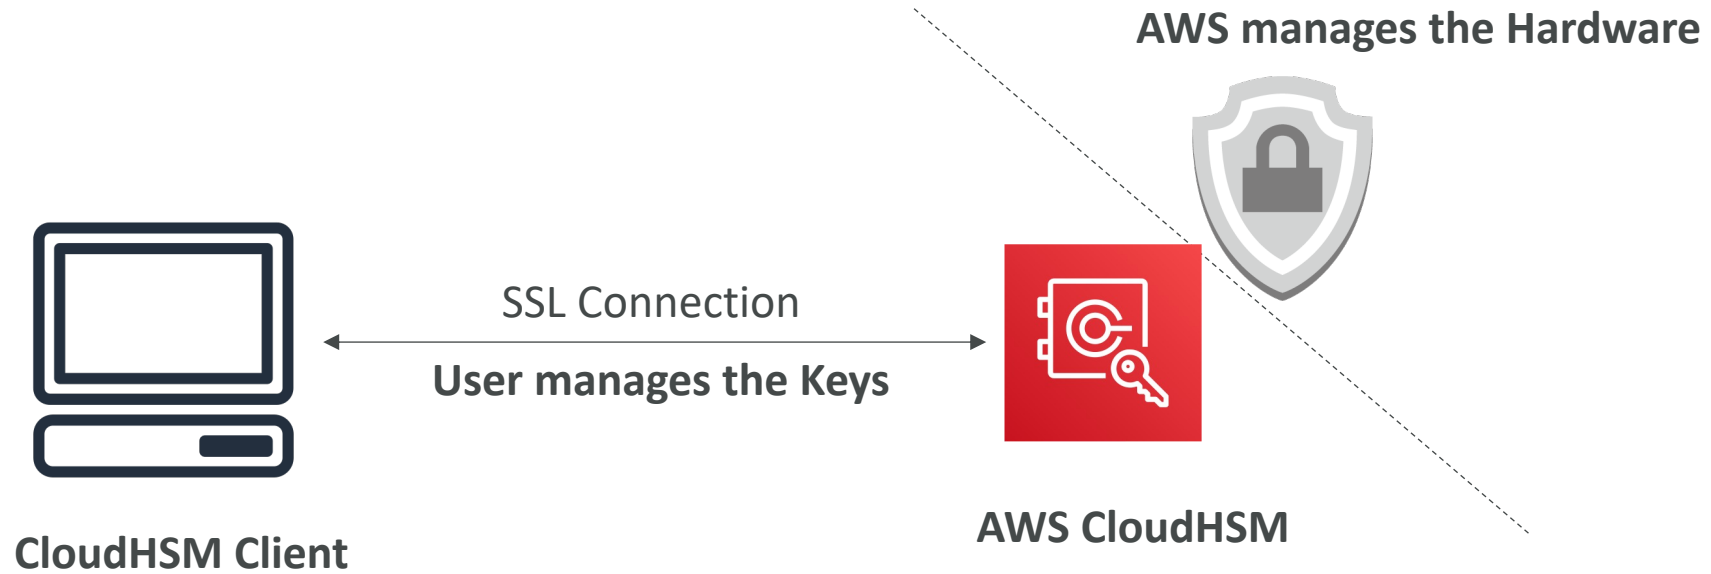 AWS manages the Hardware
SSL Connection
User manages the Keys
AWS CloudHSM
CloudHSM Client